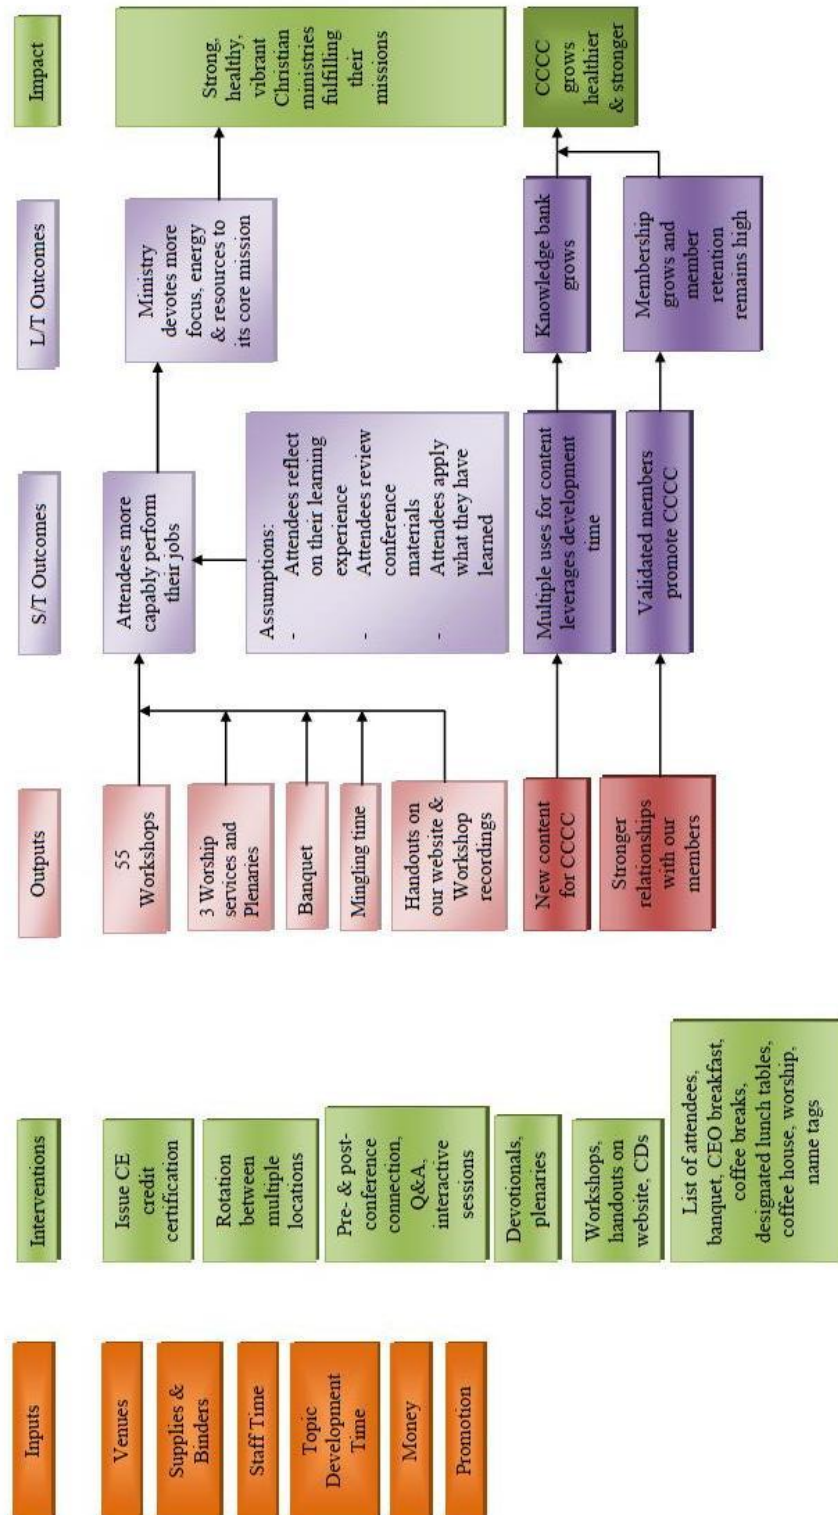 Inputs
Venues
Supplies &
Binders
Staff Time
Topic
Development
Time
Money
Promotion
Interventions
Issue CE
credit
certification
Rotation
between
multiple
locations
Pre- & post-
conference
connection,
Q&A,
interactive
sessions
Devotionals,
plenaries
Workshops,
handouts on
website, CDs
List of attendees,
banquet, CEO breakfast,
coffee breaks,
designated lunch tables,
coffee house, worship,
name tags
Outputs
55
Workshops
3 Worship
services and
Plenaries
Banquet
Mingling time
Handouts on
our website &
Workshop
recordings
New content
for CCCC
Stronger
relationships
with our
members
S/T Outcomes
Attendees more
capably perform
their jobs
Assumptions:
- Attendees reflect
on their learning
experience
- Attendees review
conference
materials
- Attendees apply
what they have
learned
Multiple uses for content
leverages development
time
Validated members
promote CCCC
L/T Outcomes
Ministry
devotes more
focus, energy
& resources to
its core mission
Knowledge bank
grows
Membership
grows and
member
retention
remains high
Impact
Strong,
healthy,
vibrant
Christian
ministries
fulfilling
their
missions
CCCC
grows
healthier
& stronger